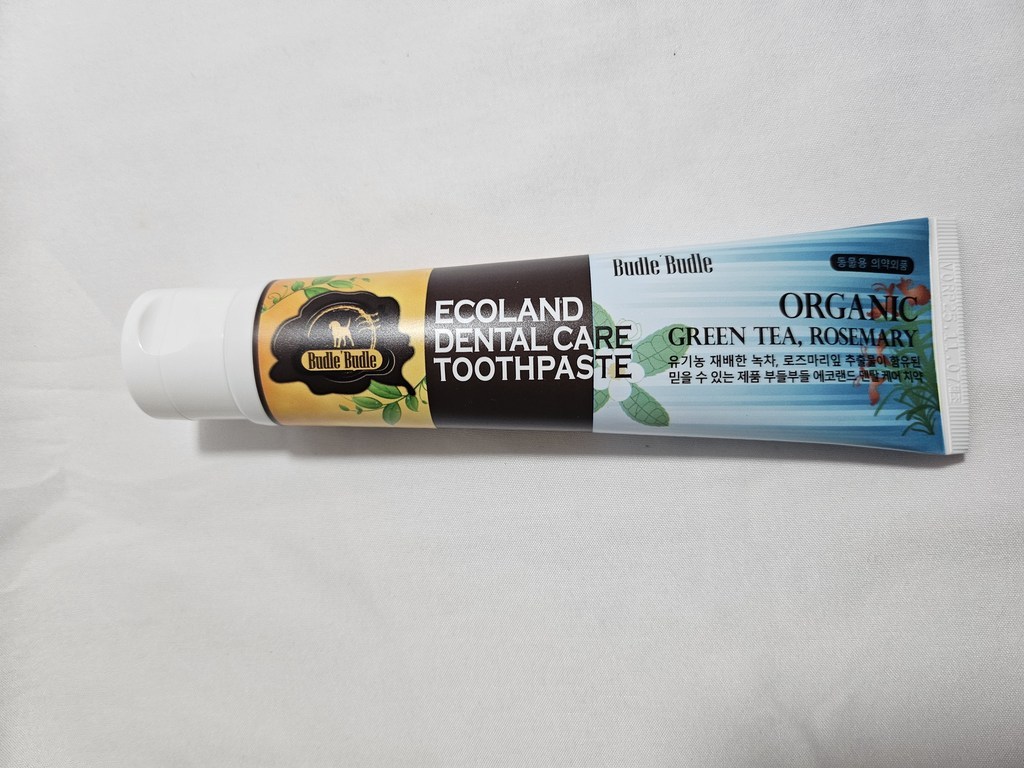 Budle'Budle
ECOLAND
DENTAL CARE
TOOTHPASTE
Budle'Budle
동물용 의약외품
ORGANIC
GREEN TEA, ROSEMARY
유기농 재배한 녹차, 로즈마리잎 추출물이 함유된
믿을 수 있는 제품 부들부들 에코랜드 덴탈 케어 치약